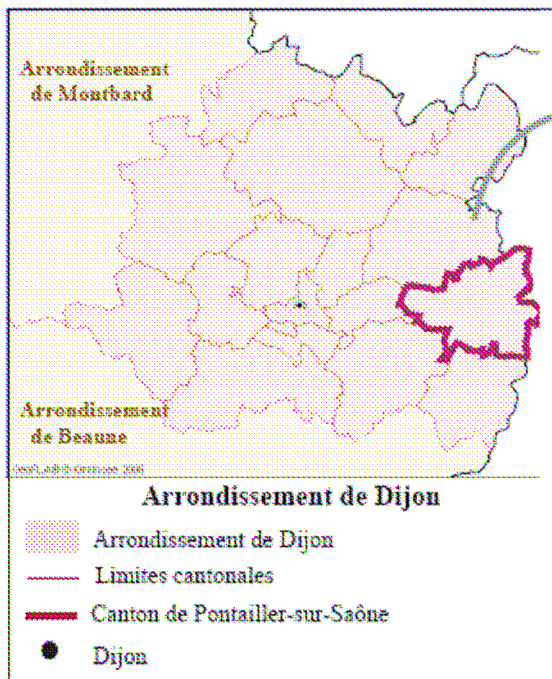 Arrondissement
de Montbard
Arrondissement
de Beaune
Arrondissement de Dijon
Arrondissement de Dijon
Limites cantonales
Canton de Pontailler-sur-Saône
Dijon